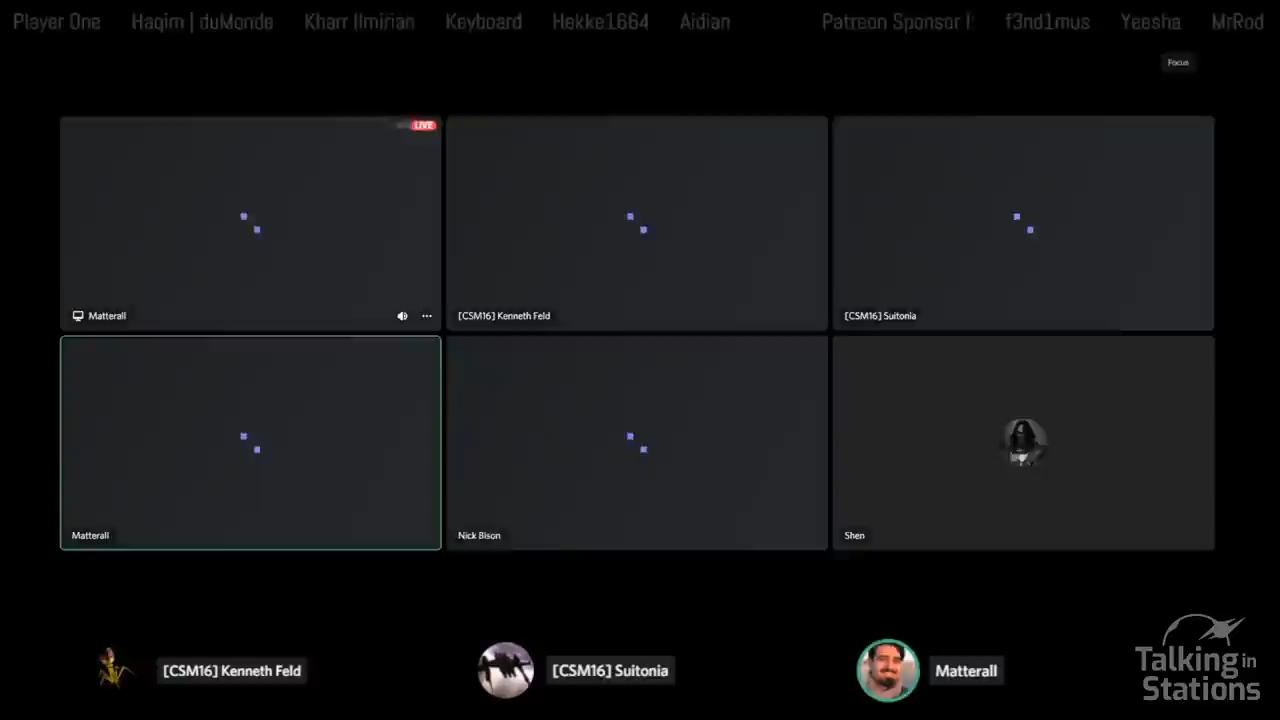 Player One Haqim | duMonde Kharr Ilmirian Keyboard Hekke1664 Aidian Patreon Sponsor I: f3nd1mus Yeesha MrRod
Focus
LIVE
Matterall
[CSM16] Kenneth Feld
[CSM16] Suitonia
Matterall
Nick Bison
Shen
[CSM16] Kenneth Feld
[CSM16] Suitonia
Matterall
Talking in
Stations